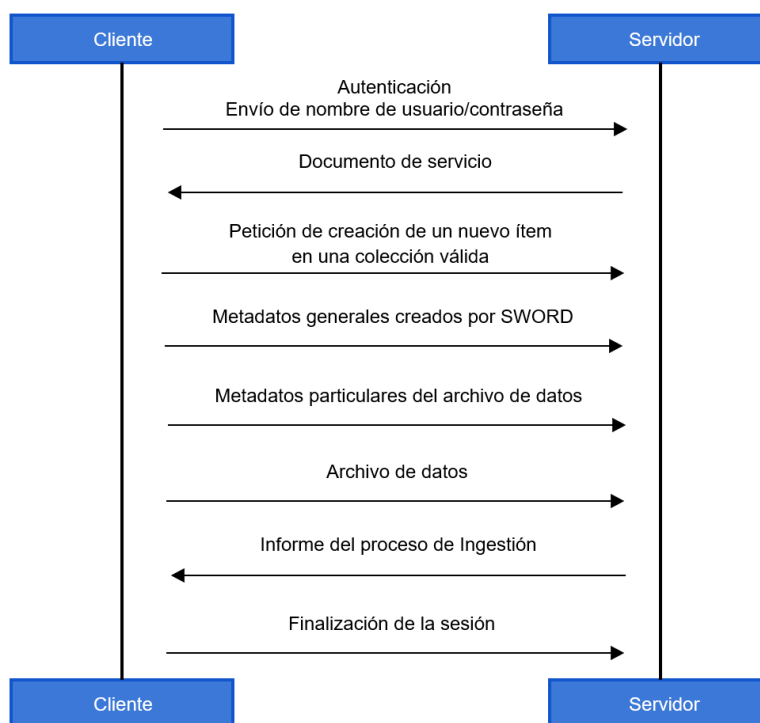 Cliente
Servidor
Autenticación
Envío de nombre de usuario/contraseña
Documento de servicio
Petición de creación de un nuevo ítem
en una colección válida
Metadatos generales creados por SWORD
Metadatos particulares del archivo de datos
Archivo de datos
Informe del proceso de Ingestión
Finalización de la sesión
Cliente
Servidor